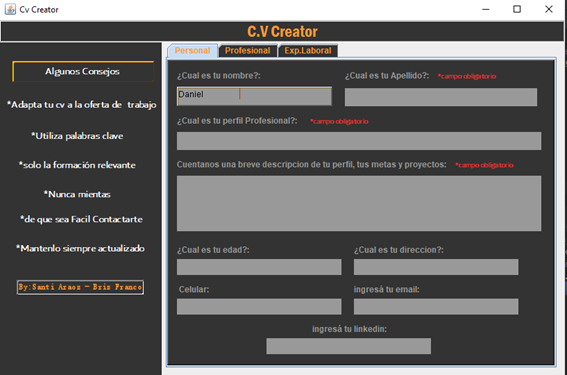 Cv Creator
C.V Creator
Personal Profesional Exp.Laboral
Algunos Consejos
*Adapta tu cv a la oferta de trabajo
*Utiliza palabras clave
*solo la formación relevante
*Nunca mientas
*de que sea Facil Contactarte
*Mantenlo siempre actualizado
By:Santi Araos - Bris Franco
¿Cual es tu nombre?: ¿Cual es tu Apellido?: *campo obligatorio
Daniel
¿Cual es tu perfil Profesional?: *campo obligatorio
Cuentanos una breve descripcion de tu perfil, tus metas y proyectos: *campo obligatorio
¿Cual es tu edad?: ¿Cual es tu direccion?:
Celular: ingresá tu email:
ingresá tu linkedin: